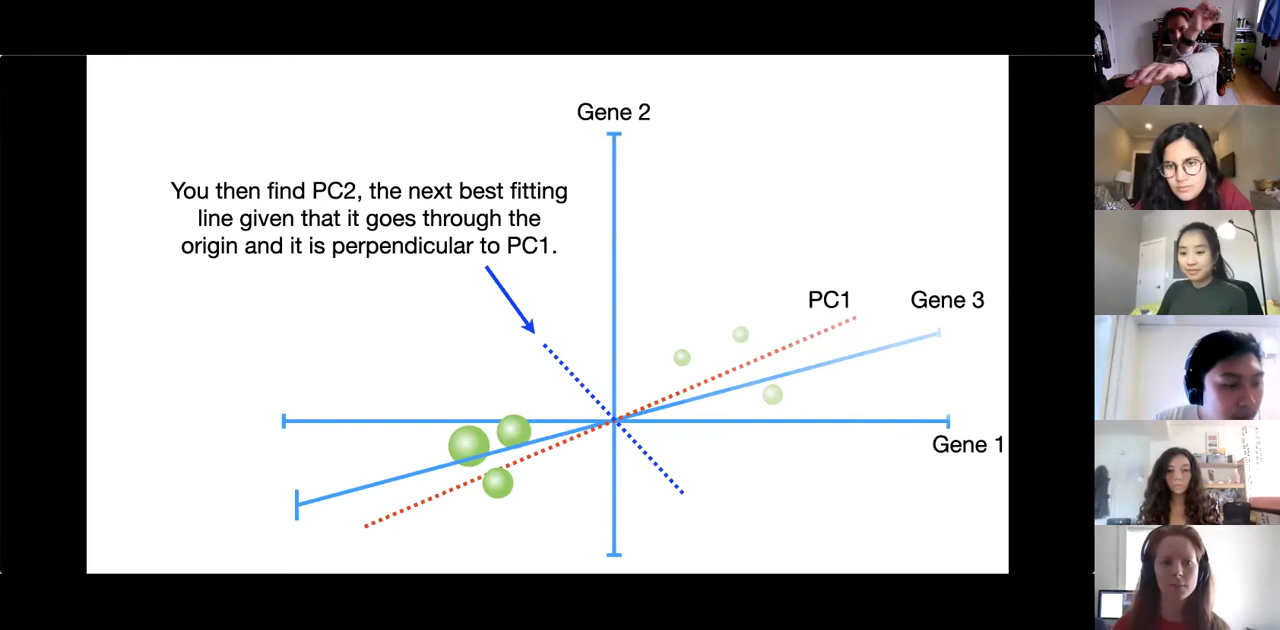 Gene 2
You then find PC2, the next best fitting
line given that it goes through the
origin and it is perpendicular to PC1.
PC1
Gene 3
Gene 1